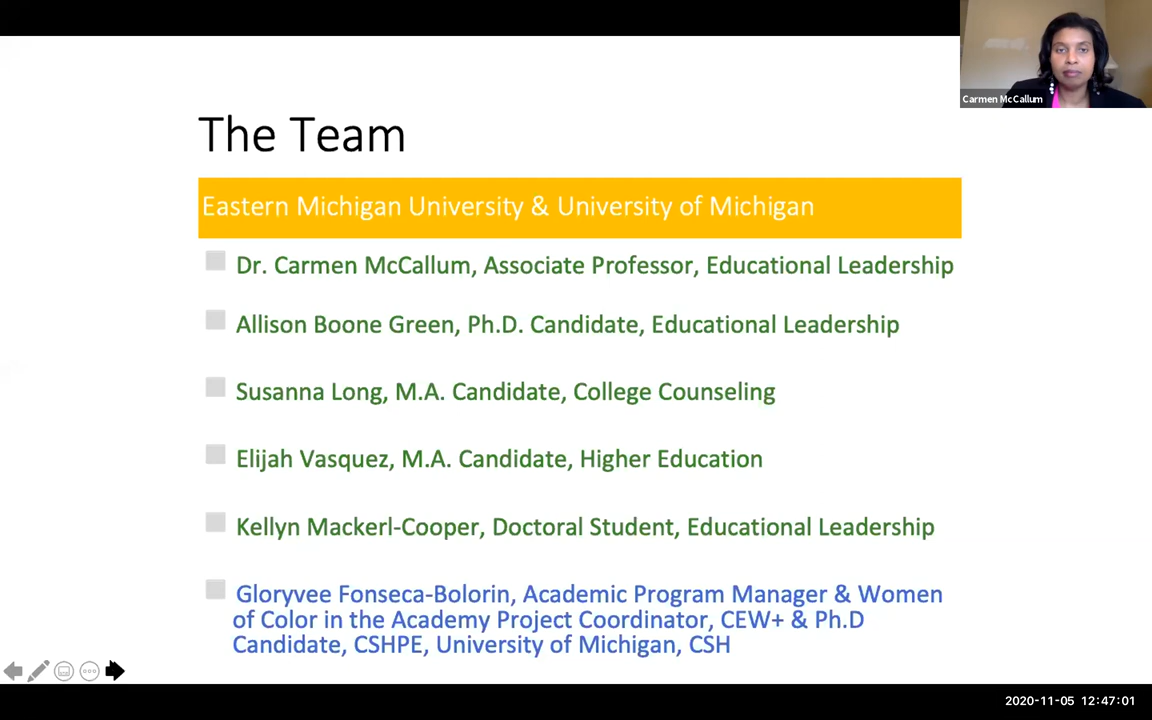 Carmen McCallum
The Team
Eastern Michigan University & University of Michigan
Dr. Carmen McCallum, Associate Professor, Educational Leadership
Allison Boone Green, Ph.D. Candidate, Educational Leadership
Susanna Long, M.A. Candidate, College Counseling
Elijah Vasquez, M.A. Candidate, Higher Education
Kellyn Mackerl-Cooper, Doctoral Student, Educational Leadership
Gloryvee Fonseca-Bolorin, Academic Program Manager & Women
of Color in the Academy Project Coordinator, CEW+ & Ph.D
Candidate, CSHPE, University of Michigan, CSH
2020-11-05 12:47:01